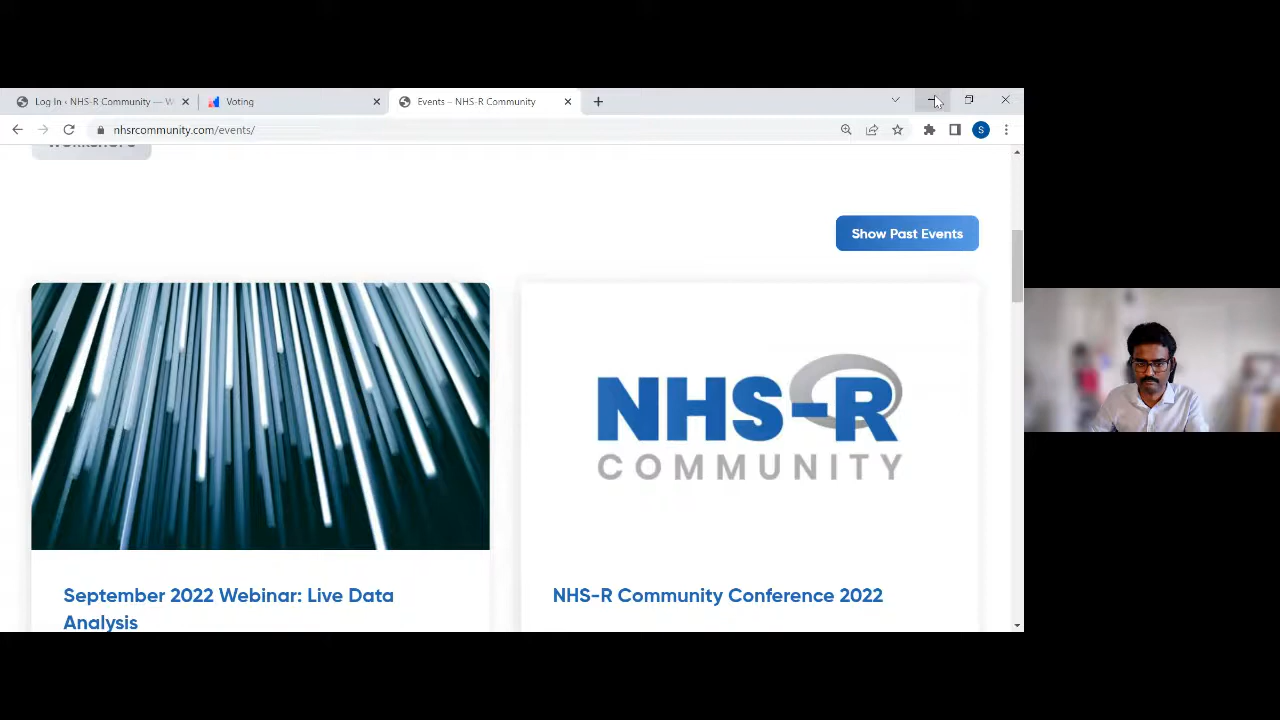 Log In ‹ NHS-R Community — W
Voting
Events – NHS-R Community
nhsrcommunity.com/events/
S
WORKSHOPS
Show Past Events
NHS-R
COMMUNITY
September 2022 Webinar: Live Data
Analysis
NHS-R Community Conference 2022